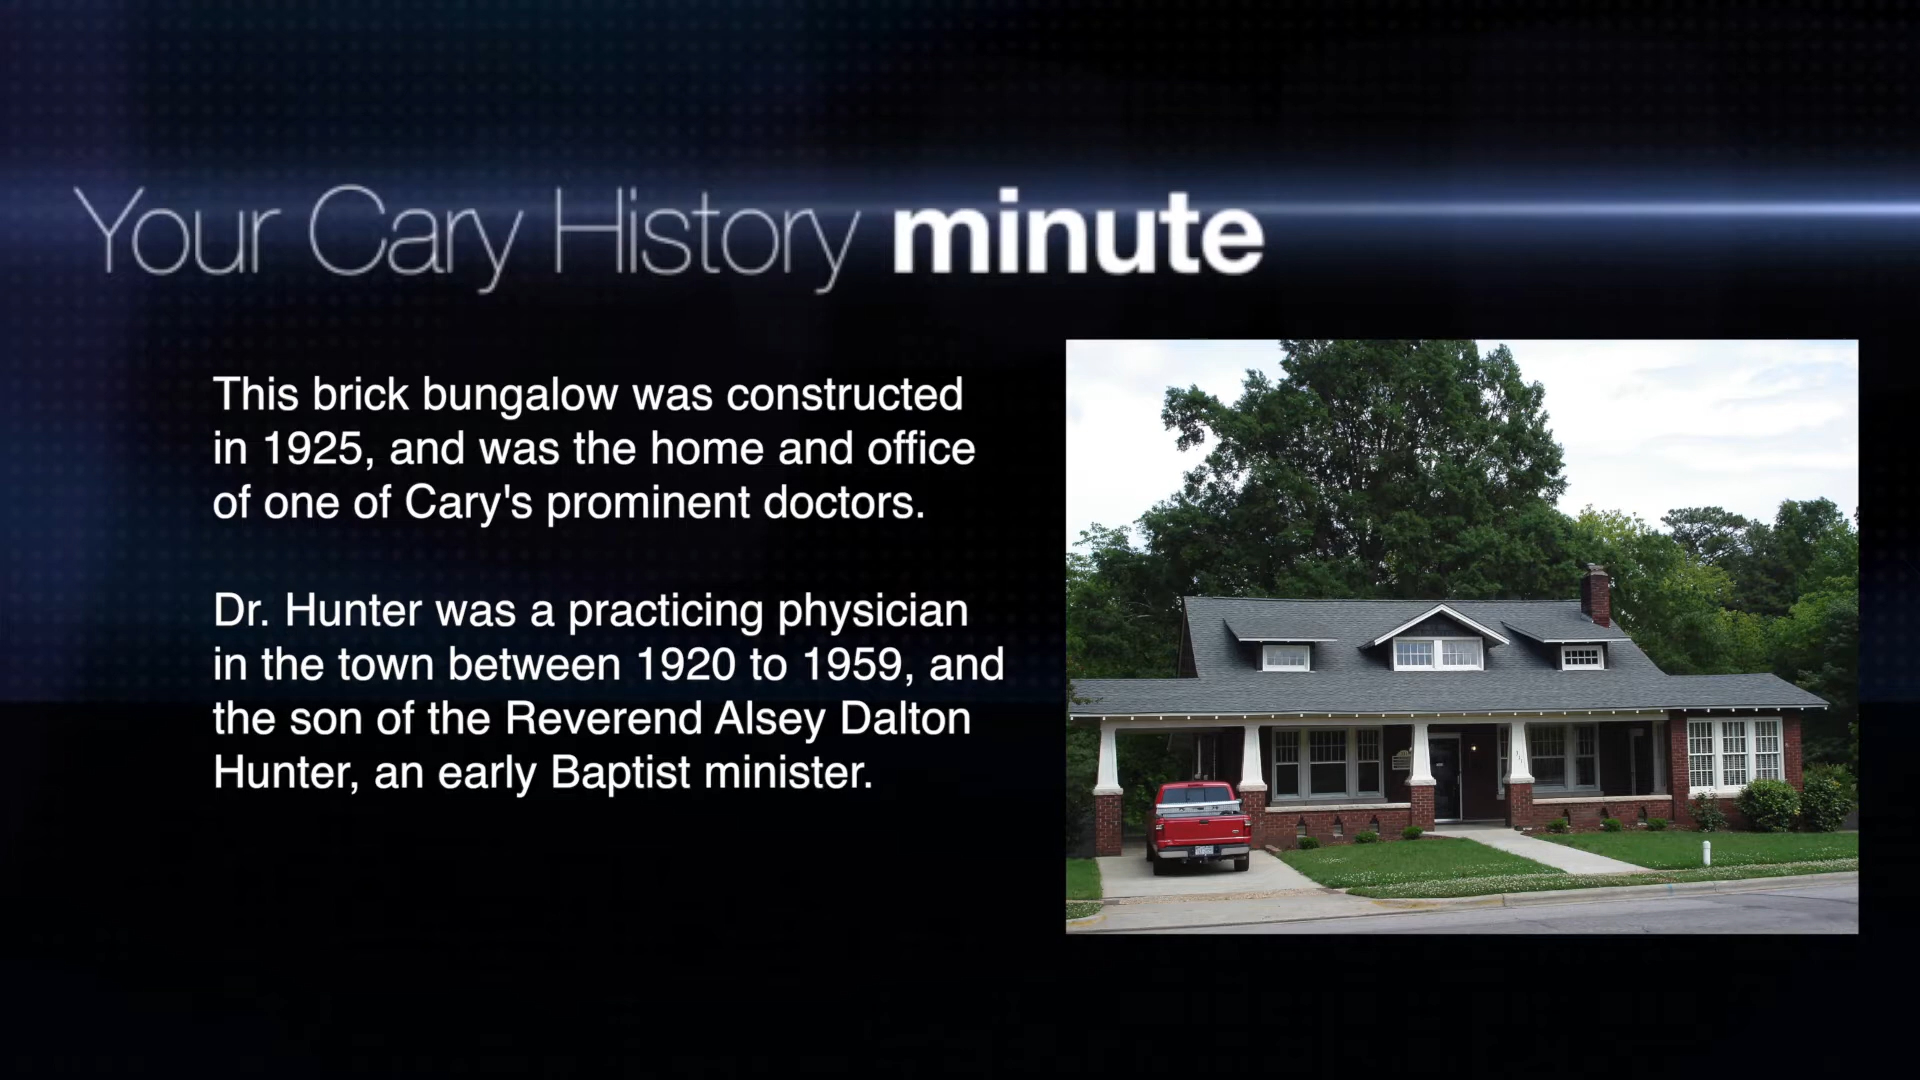 Your Cary History minute
This brick bungalow was constructed
in 1925, and was the home and office
of one of Cary's prominent doctors.
Dr. Hunter was a practicing physician
in the town between 1920 to 1959, and
the son of the Reverend Alsey Dalton
Hunter, an early Baptist minister.